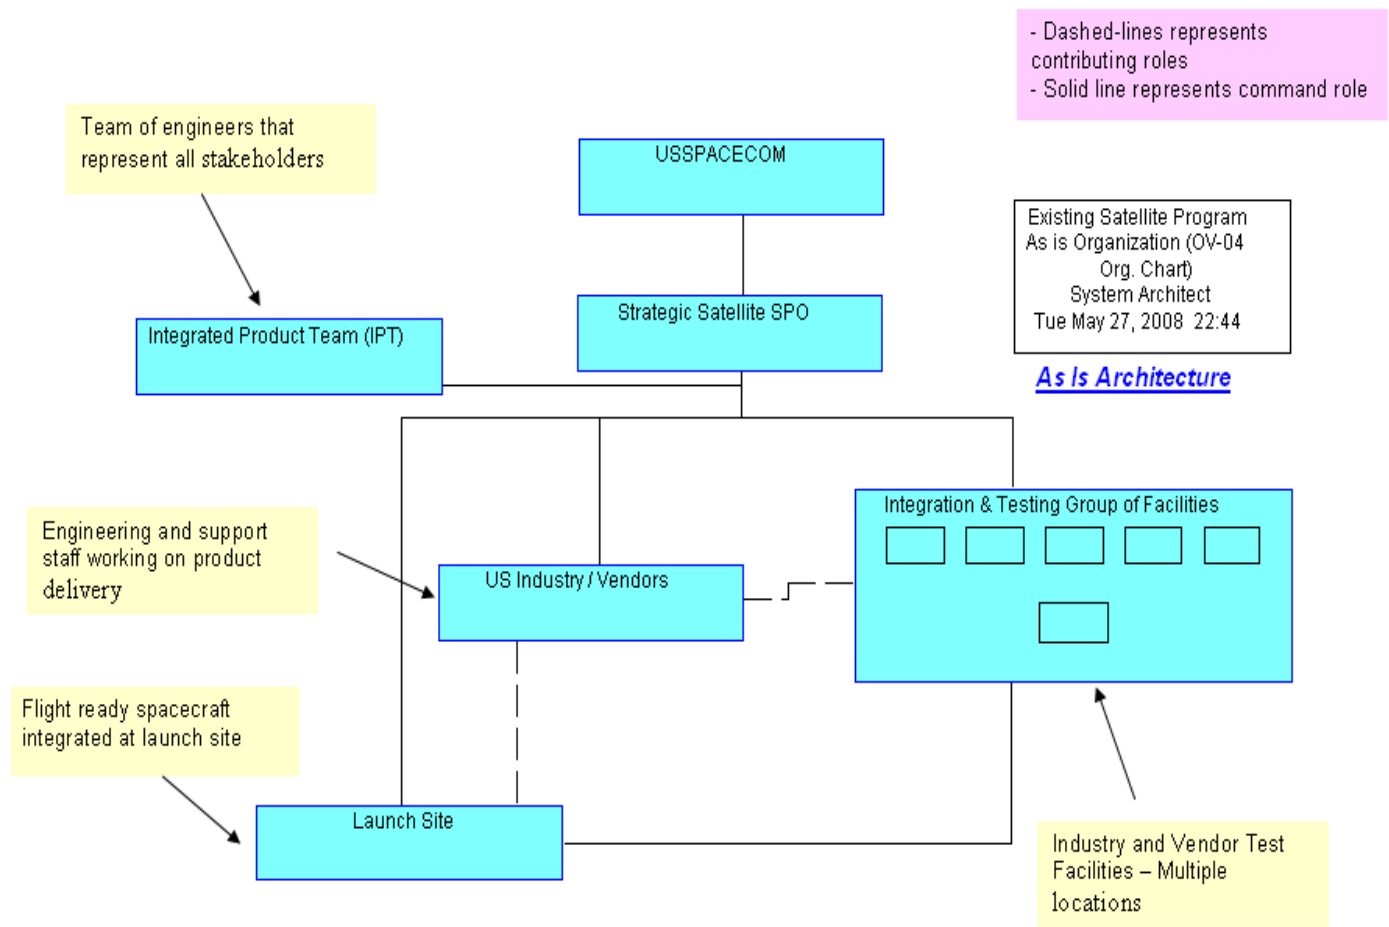 - Dashed-lines represents
contributing roles
- Solid line represents command role
Team of engineers that
represent all stakeholders
USSPACECOM
Existing Satellite Program
As is Organization (OV-04
Org. Chart)
System Architect
Tue May 27, 2008 22:44
As Is Architecture
Strategic Satellite SPO
Integrated Product Team (IPT)
Integration & Testing Group of Facilities
Engineering and support
staff working on product
delivery
US Industry / Vendors
Flight ready spacecraft
integrated at launch site
Launch Site
Industry and Vendor Test
Facilities – Multiple
locations